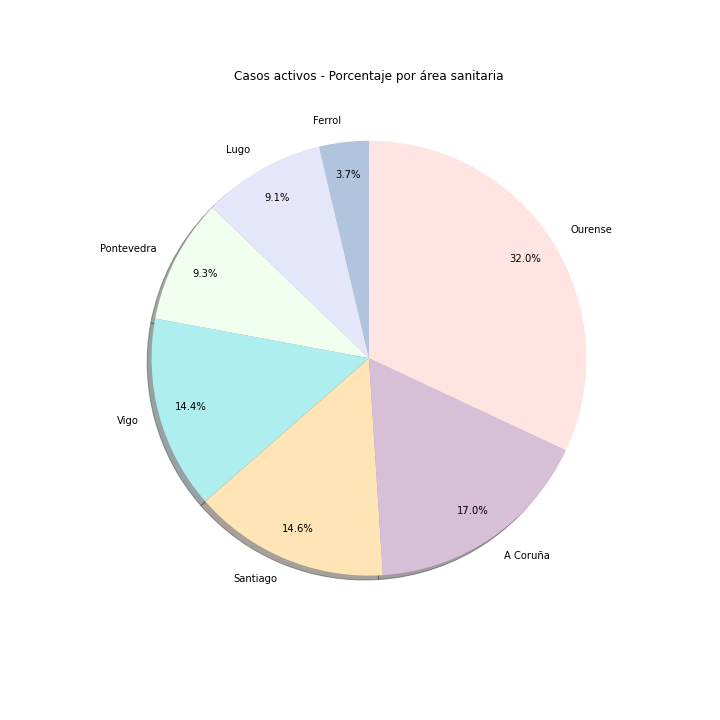 Casos activos - Porcentaje por área sanitaria
Ferrol
3.7%
Lugo
9.1%
Ourense
32.0%
Pontevedra
9.3%
Vigo
14.4%
Santiago
14.6%
A Coruña
17.0%